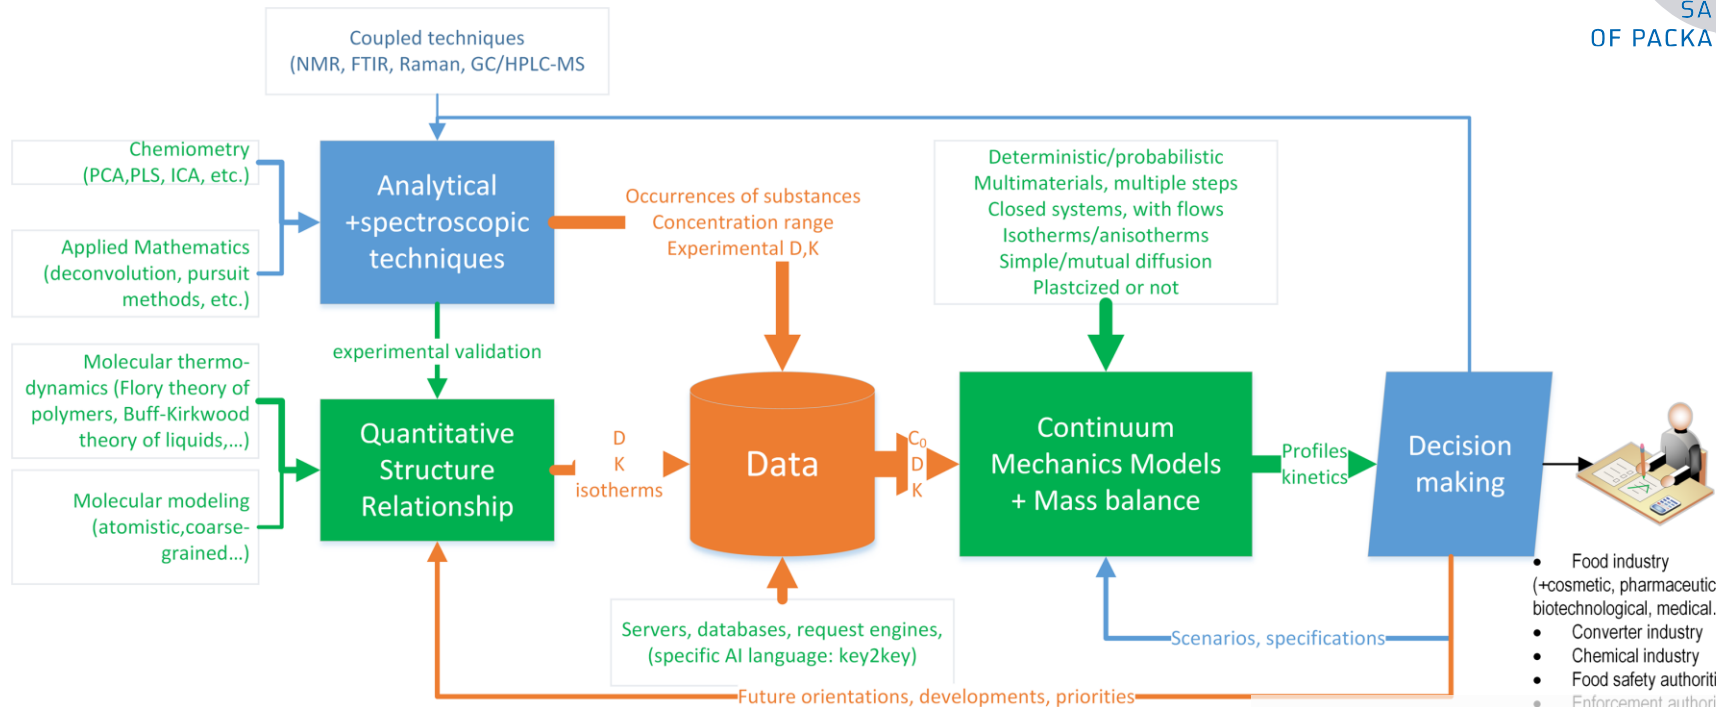 SA
OF PACKA
Coupled techniques
(NMR, FTIR, Raman, GC/HPLC-MS
Chemiometry
(PCA,PLS, ICA, etc.)
Applied Mathematics
(deconvolution, pursuit
methods, etc.)
Analytical
+spectroscopic
techniques
Occurrences of substances
Concentration range
Experimental D,K
Deterministic/probabilistic
Multimaterials, multiple steps
Closed systems, with flows
Isotherms/anisotherms
Simple/mutual diffusion
Plastcized or not
experimental validation
Molecular thermo-
dynamics (Flory theory of
polymers, Buff-Kirkwood
theory of liquids,...)
Molecular modeling
(atomistic,coarse-
grained...)
Quantitative
Structure
Relationship
D
K
isotherms
Data
C₀
D
K
Continuum
Mechanics Models
+ Mass balance
Profiles
kinetics
Decision
making
Servers, databases, request engines,
(specific AI language: key2key)
Scenarios, specifications
Future orientations, developments, priorities
• Food industry
(+cosmetic, pharmaceutic
biotechnological, medical.
• Converter industry
• Chemical industry
• Food safety authoriti
• Enforcement authori